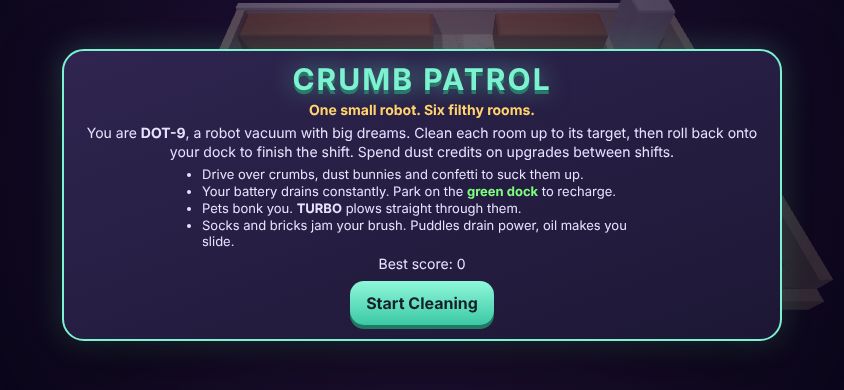 CRUMB PATROL
One small robot. Six filthy rooms.
You are DOT-9, a robot vacuum with big dreams. Clean each room up to its target, then roll back onto
your dock to finish the shift. Spend dust credits on upgrades between shifts.
• Drive over crumbs, dust bunnies and confetti to suck them up.
• Your battery drains constantly. Park on the green dock to recharge.
• Pets bonk you. TURBO plows straight through them.
• Socks and bricks jam your brush. Puddles drain power, oil makes you
slide.
Best score: 0
Start Cleaning